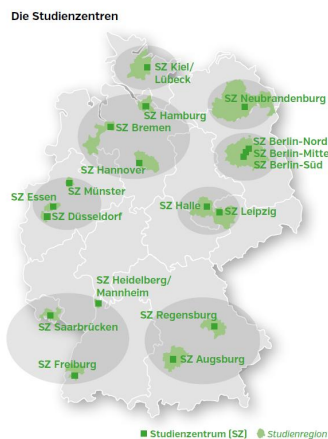 Die Studienzentren
SZ Kiel/
Lübeck
SZ Neubrandenburg
SZ Hamburg
SZ Bremen
SZ Berlin-Nord
SZ Berlin-Mitte
SZ Berlin-Süd
SZ Hannover
SZ Münster
SZ Essen
SZ Düsseldorf
SZ Halle
SZ Leipzig
SZ Heidelberg/
Mannheim
SZ Saarbrücken
SZ Regensburg
SZ Augsburg
SZ Freiburg
Studienzentrum [SZ]
Studienregion